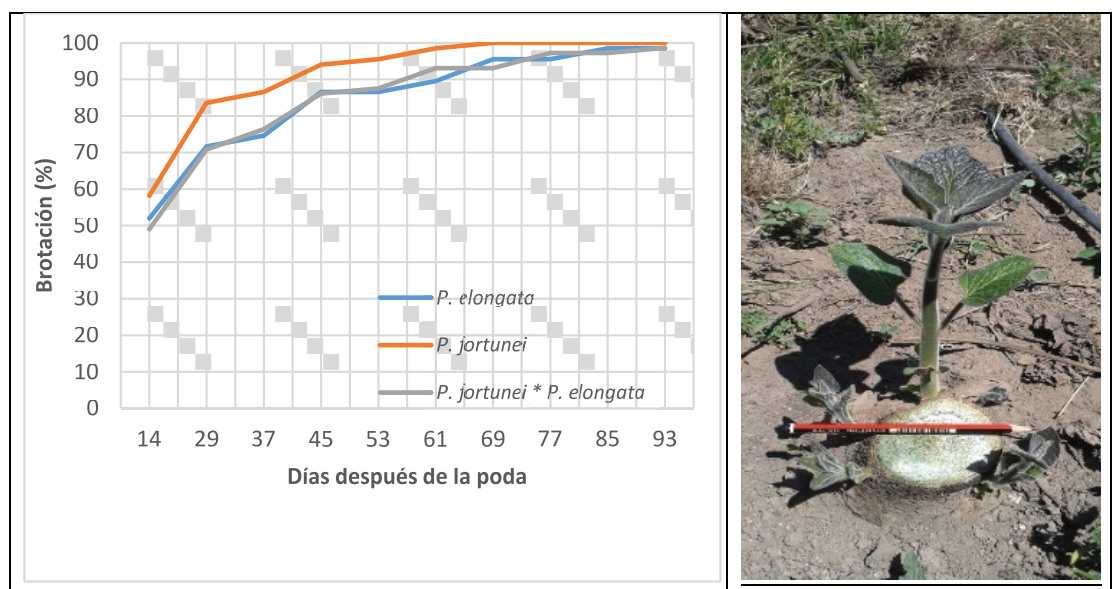 100
90
80
70
60
50
40
30
20
10
0
Brotación (%)
P. elongata
P. jortunei
P. jortunei * P. elongata
14 29 37 45 53 61 69 77 85 93
Días después de la poda